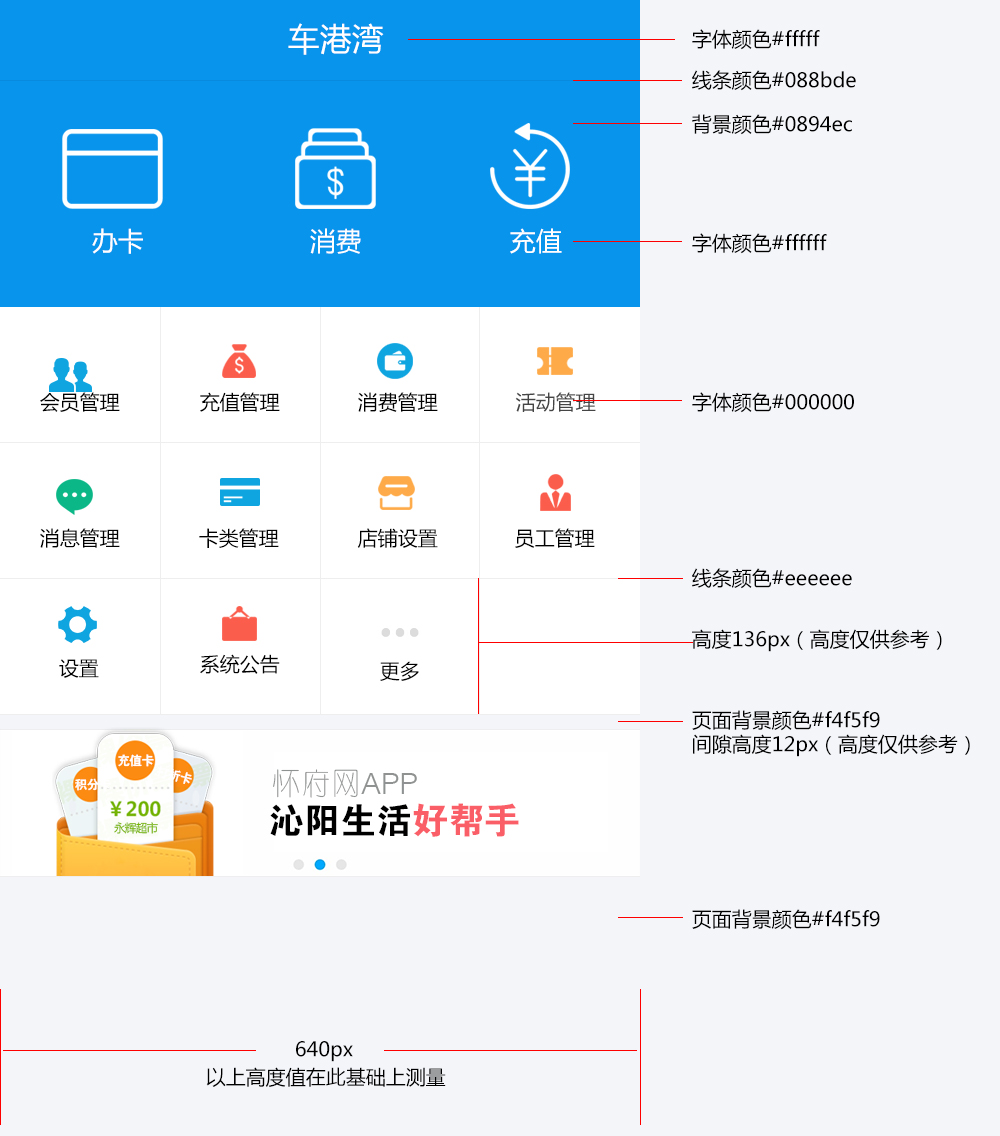 车港湾
字体颜色#fffff
线条颜色#088bde
背景颜色#0894ec
$
¥
办卡
消费
充值
字体颜色#ffffff
$
会员管理
充值管理
消费管理
活动管理
字体颜色#000000
消息管理
卡类管理
店铺设置
员工管理
线条颜色#eeeeee
高度136px（高度仅供参考）
设置
系统公告
更多
页面背景颜色#f4f5f9
间隙高度12px（高度仅供参考）
充值卡
积分
折卡
¥200
永辉超市
怀府网APP
沁阳生活好帮手
页面背景颜色#f4f5f9
640px
以上高度值在此基础上测量